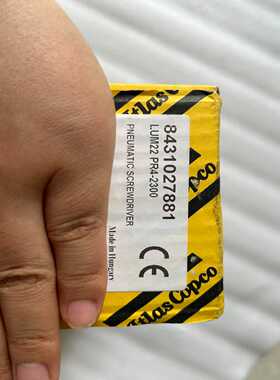 Atlas Copco
8431027881
LUM22 PR4-2300
PNEUMATIC SCREWDRIVER
Made in Hungary
CE
Atlas Copco